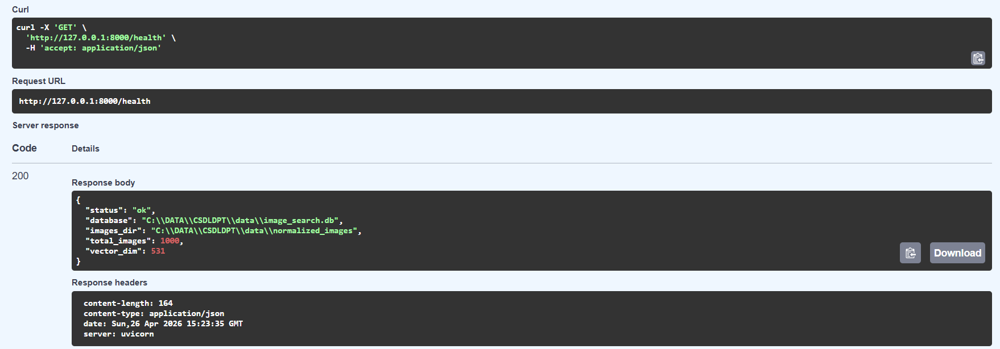 Curl
curl -X 'GET' \
  'http://127.0.0.1:8000/health' \
  -H 'accept: application/json'
Request URL
http://127.0.0.1:8000/health
Server response
Code Details
200
Response body
{
  "status": "ok",
  "database": "C:\\DATA\\CSDLDPT\\data\\image_search.db",
  "images_dir": "C:\\DATA\\CSDLDPT\\data\\normalized_images",
  "total_images": 1000,
  "vector_dim": 531
}
Download
Response headers
content-length: 164
content-type: application/json
date: Sun,26 Apr 2026 15:23:35 GMT
server: uvicorn